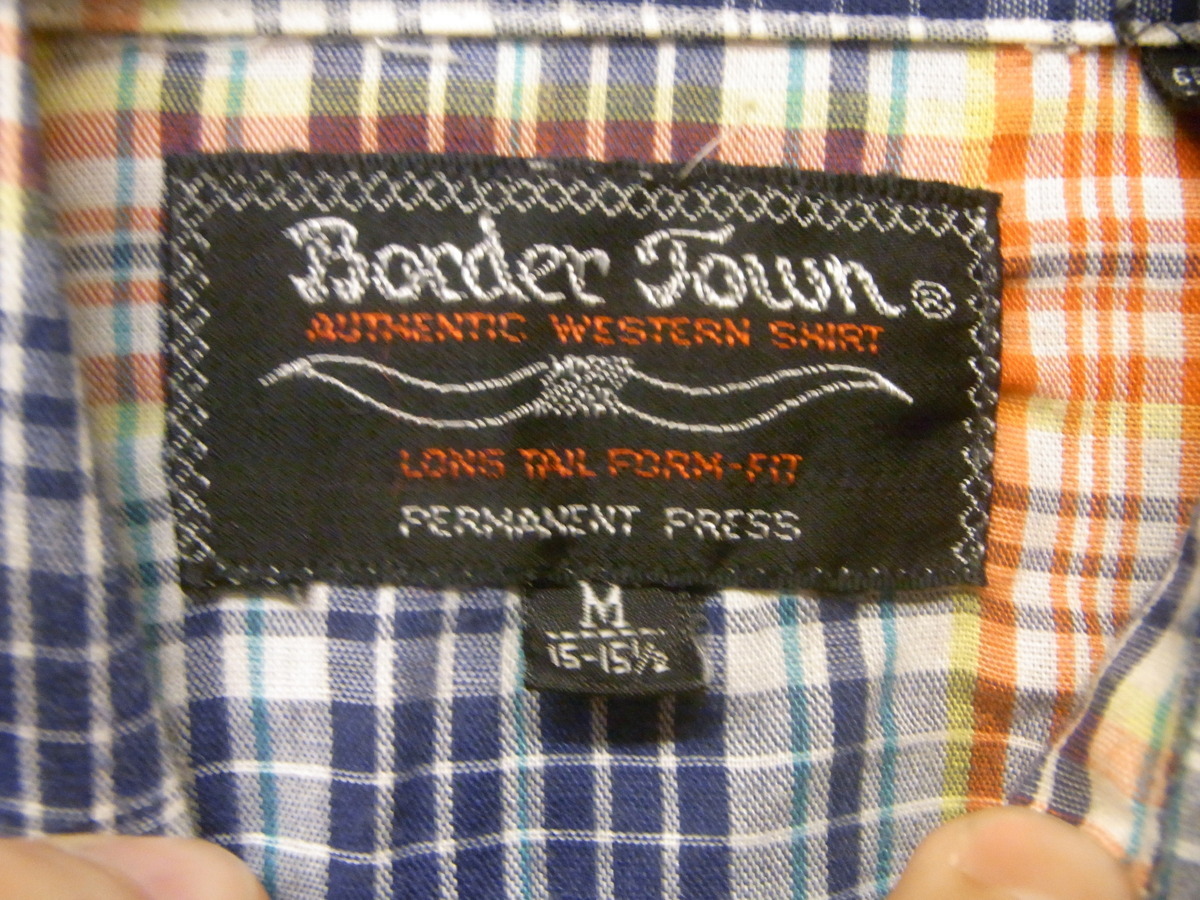 Border Town ®
AUTHENTIC WESTERN SHIRT
LONG TAIL FORM-FIT
PERMANENT PRESS
M
15-15½